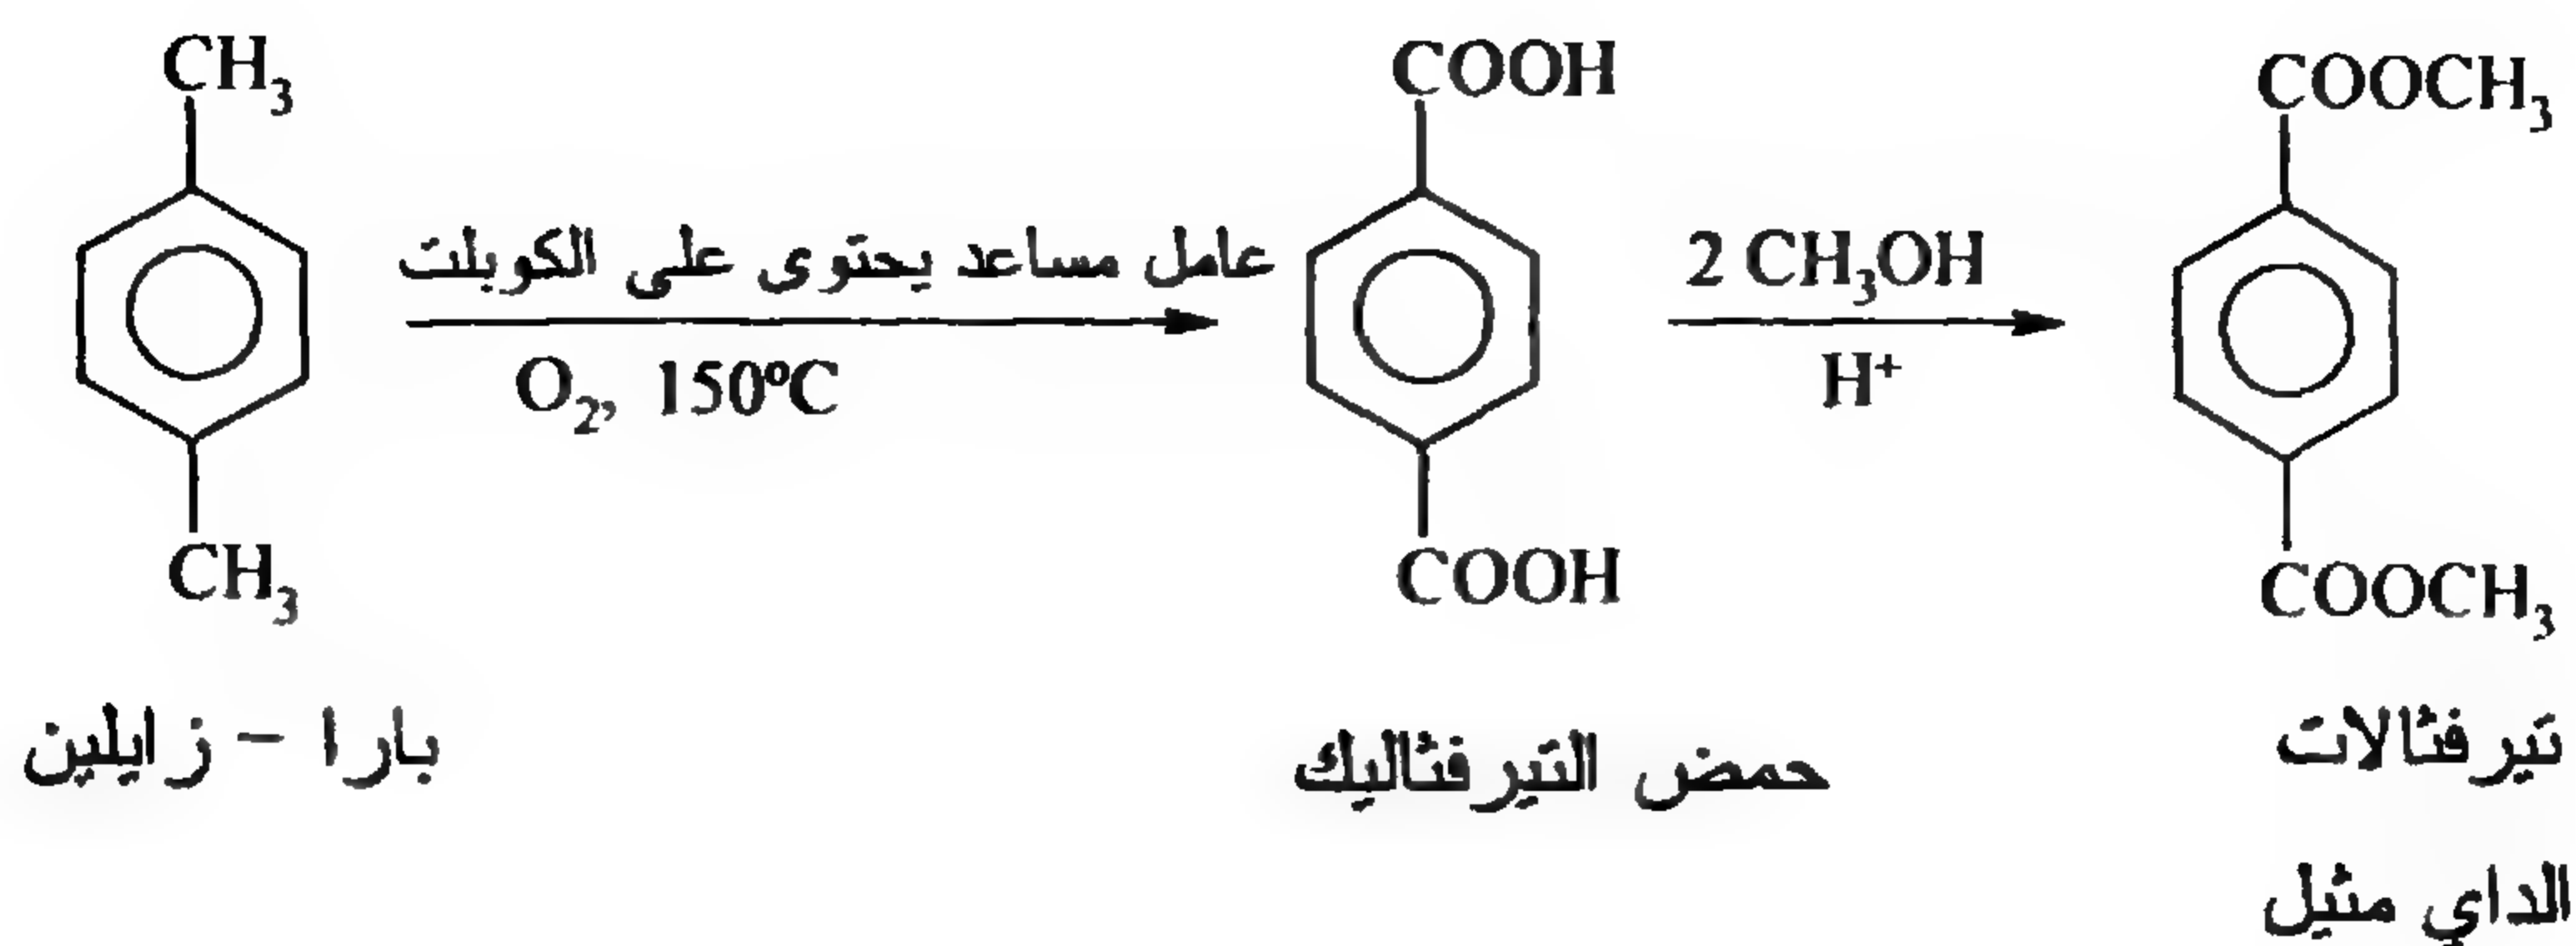 CH₃
COOH
COOCH₃
عامل مساعد يحتوى على الكوبلت
O₂, 150ºC
2 CH₃OH
H⁺
CH₃
COOH
COOCH₃
بارا – زايلين
حمض التيرفثاليك
تيرفثالات
الداي مثيل